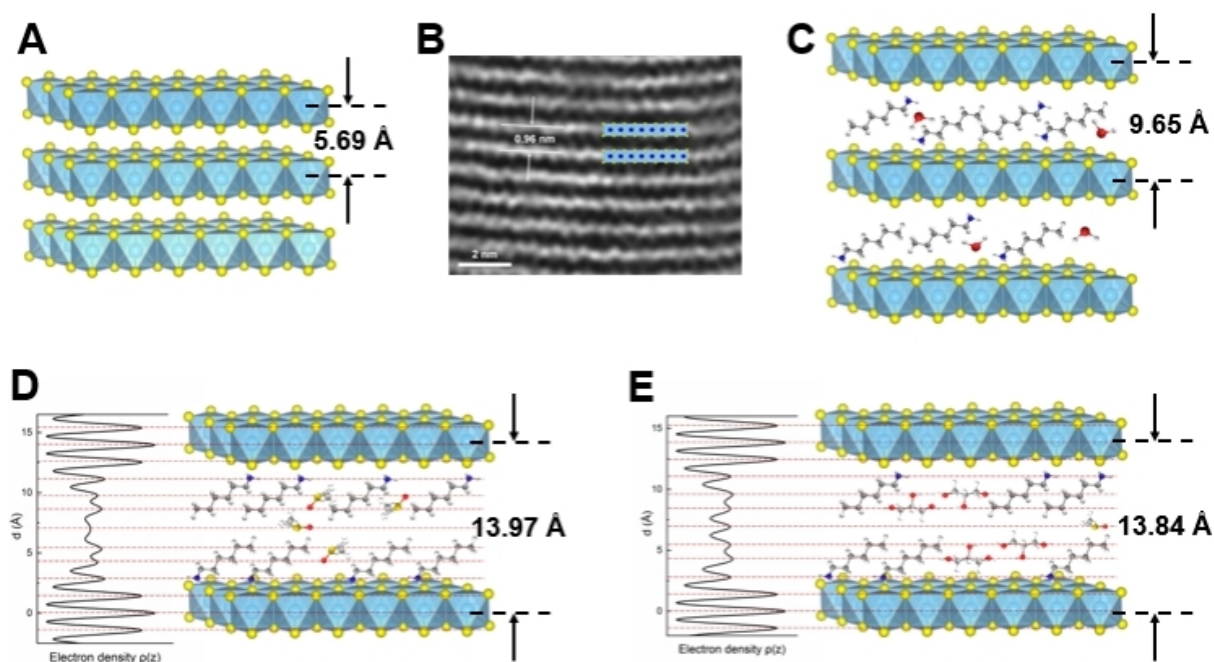 A
5.69 Å
B
0.96 nm
2 nm
C
9.65 Å
D
15
10
5
0
d (Å)
Electron density ρ(z)
13.97 Å
E
15
10
5
0
d (Å)
Electron density ρ(z)
13.84 Å